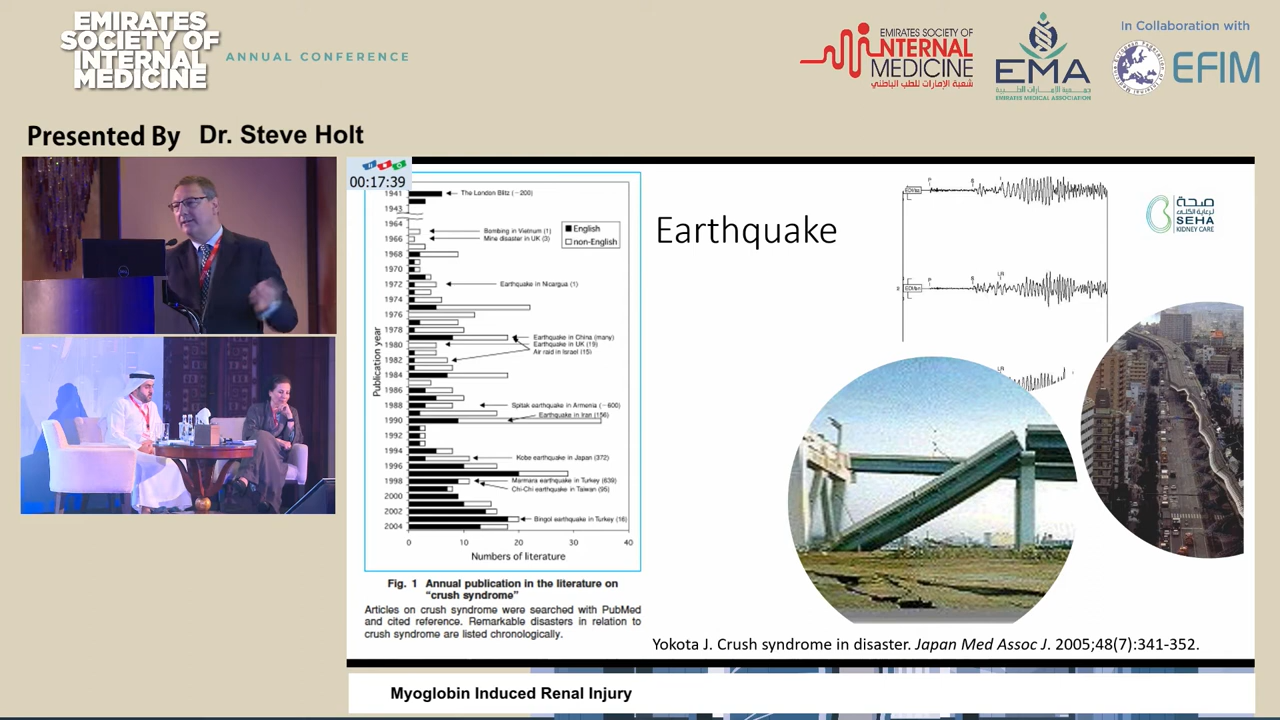 EMIRATES
SOCIETY OF
INTERNAL
MEDICINE
ANNUAL CONFERENCE
EMIRATES SOCIETY OF
INTERNAL
MEDICINE
شعبة الإمارات للطب الباطني
EMA
EMIRATES MEDICAL ASSOCIATION
In Collaboration with
EFIM
Presented By Dr. Steve Holt
00:17:39
Earthquake
صحة
لرعاية الكلى
SEHA
KIDNEY CARE
1941
The London Blitz (~200)
1943
1964
Bombing in Vietnum (1)
1966
Mine disaster in UK (3)
English
non-English
1968
1970
1972
Earthquake in Nicargua (1)
1974
1976
1978
Earthquake in China (many)
1980
Earthquake in UK (19)
Air raid in Israel (15)
1982
1984
1986
1988
Spitak earthquake in Armenia (~600)
Earthquake in Iran (156)
1990
1992
1994
Kobe earthquake in Japan (372)
1996
1998
Marmara earthquake in Turkey (639)
Chi-Chi earthquake in Taiwan (95)
2000
2002
Bingol earthquake in Turkey (16)
2004
Publication year
0 10 20 30 40
Numbers of literature
Fig. 1 Annual publication in the literature on
"crush syndrome"
Articles on crush syndrome were searched with PubMed
and cited reference. Remarkable disasters in relation to
crush syndrome are listed chronologically.
Yokota J. Crush syndrome in disaster. Japan Med Assoc J. 2005;48(7):341-352.
Myoglobin Induced Renal Injury